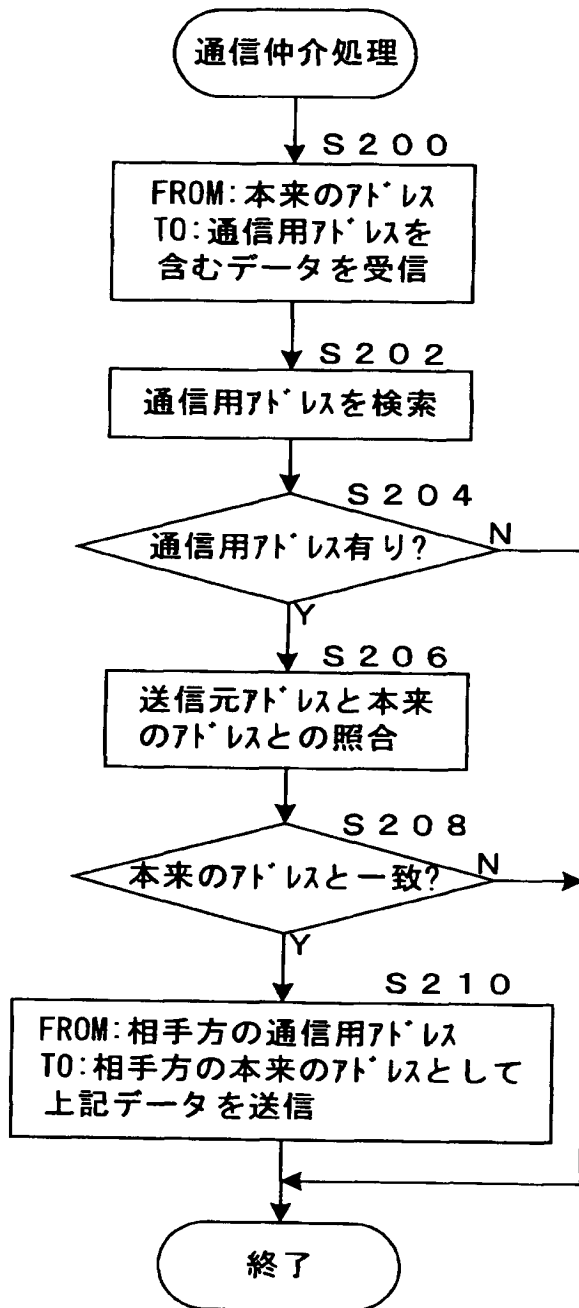 通信仲介処理
S200
FROM:本来のアドレス
TO:通信用アドレスを
含むデータを受信
S202
通信用アドレスを検索
S204
通信用アドレス有り?
N
Y
S206
送信元アドレスと本来
のアドレスとの照合
S208
本来のアドレスと一致?
N
Y
S210
FROM:相手方の通信用アドレス
TO:相手方の本来のアドレスとして
上記データを送信
終了